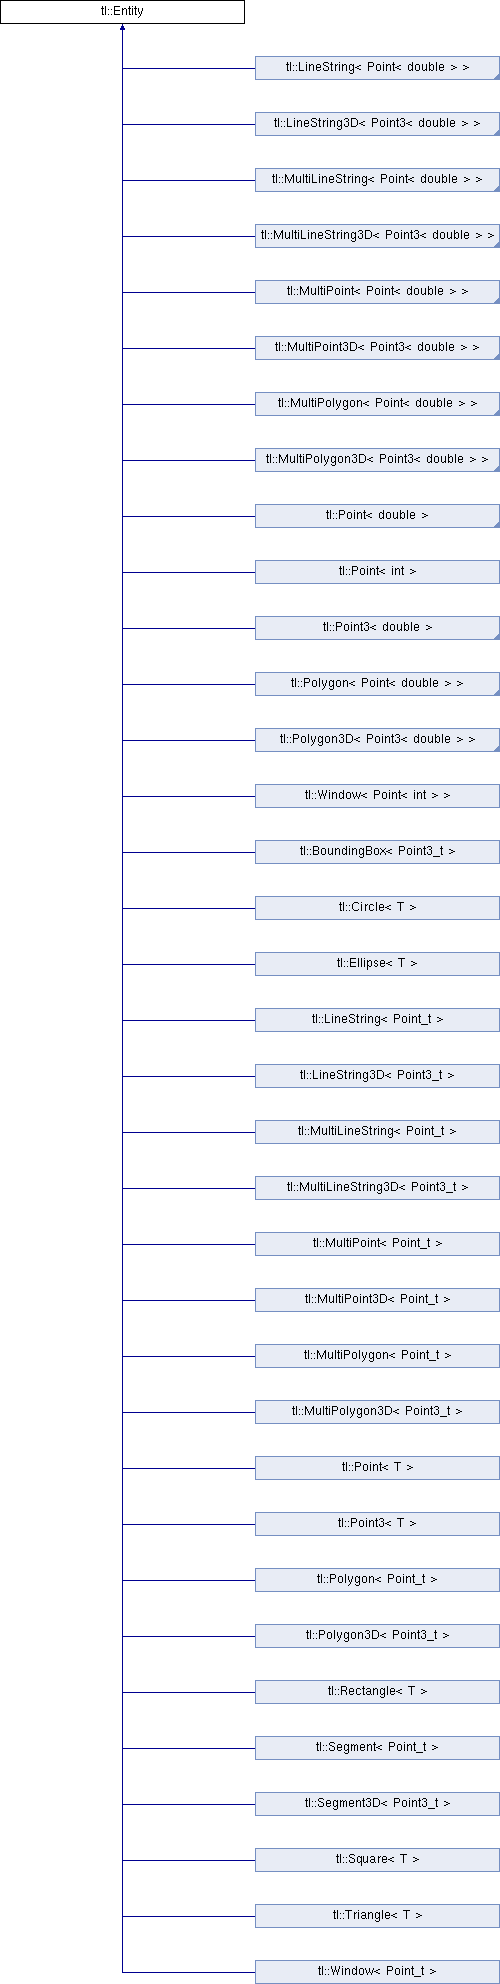 tl::Entity
tl::LineString< Point< double > >
tl::LineString3D< Point3< double > >
tl::MultiLineString< Point< double > >
tl::MultiLineString3D< Point3< double > >
tl::MultiPoint< Point< double > >
tl::MultiPoint3D< Point3< double > >
tl::MultiPolygon< Point< double > >
tl::MultiPolygon3D< Point3< double > >
tl::Point< double >
tl::Point< int >
tl::Point3< double >
tl::Polygon< Point< double > >
tl::Polygon3D< Point3< double > >
tl::Window< Point< int > >
tl::BoundingBox< Point3_t >
tl::Circle< T >
tl::Ellipse< T >
tl::LineString< Point_t >
tl::LineString3D< Point3_t >
tl::MultiLineString< Point_t >
tl::MultiLineString3D< Point3_t >
tl::MultiPoint< Point_t >
tl::MultiPoint3D< Point_t >
tl::MultiPolygon< Point_t >
tl::MultiPolygon3D< Point3_t >
tl::Point< T >
tl::Point3< T >
tl::Polygon< Point_t >
tl::Polygon3D< Point3_t >
tl::Rectangle< T >
tl::Segment< Point_t >
tl::Segment3D< Point3_t >
tl::Square< T >
tl::Triangle< T >
tl::Window< Point_t >